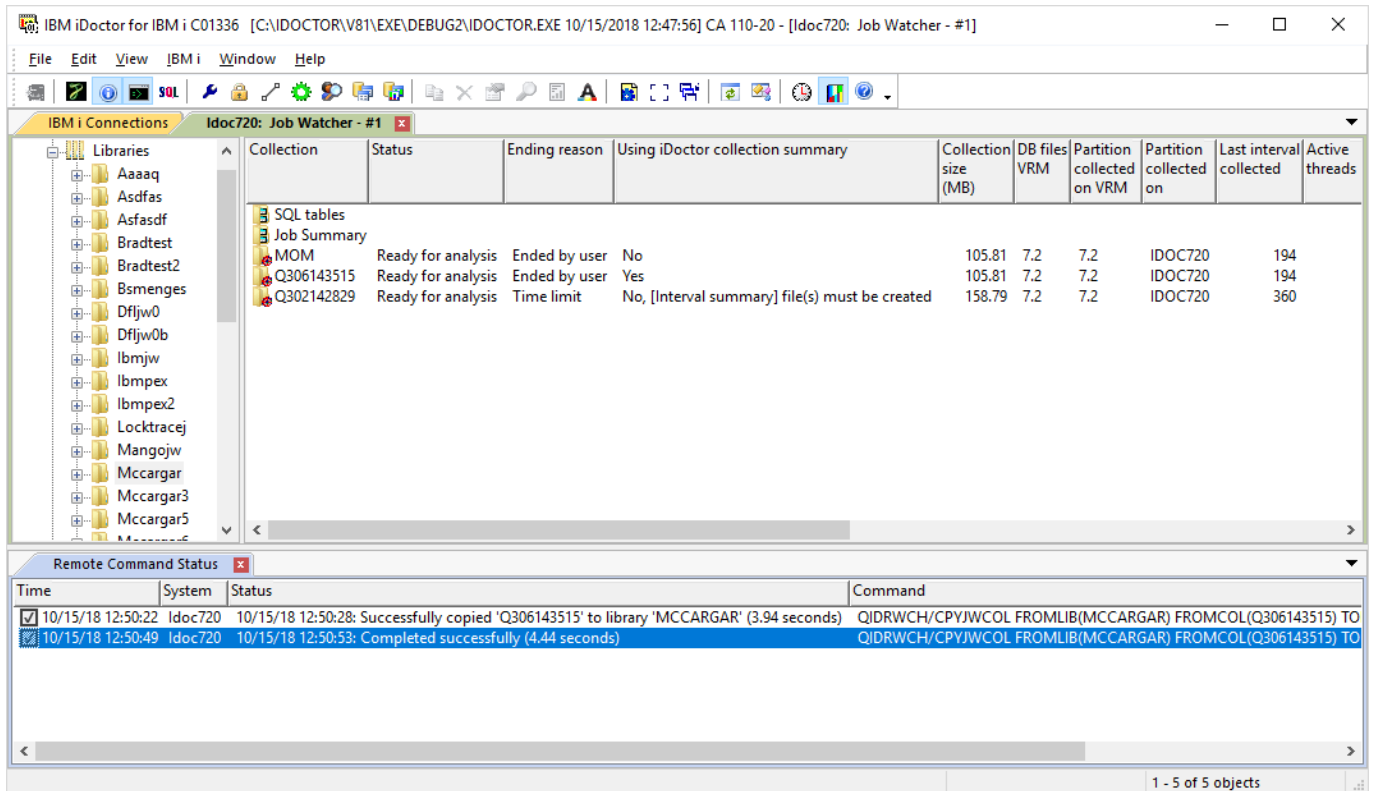 IBM iDoctor for IBM i C01336 [C:\IDOCTOR\V81\EXE\DEBUG2\IDOCTOR.EXE 10/15/2018 12:47:56] CA 110-20 - [Idoc720: Job Watcher - #1]
File Edit View IBM i Window Help
SQL
IBM i Connections Idoc720: Job Watcher - #1
Libraries
Aaaaq
Asdfas
Asfasdf
Bradtest
Bradtest2
Bsmenges
Dfljw0
Dfljw0b
Ibmjw
Ibmpex
Ibmpex2
Locktracej
Mangojw
Mccargar
Mccargar3
Mccargar5
Collection Status Ending reason Using iDoctor collection summary Collection size (MB) DB files VRM Partition collected on VRM Partition collected on Last interval collected Active threads
SQL tables
Job Summary
MOM Ready for analysis Ended by user No 105.81 7.2 7.2 IDOC720 194
Q306143515 Ready for analysis Ended by user Yes 105.81 7.2 7.2 IDOC720 194
Q302142829 Ready for analysis Time limit No, [Interval summary] file(s) must be created 158.79 7.2 7.2 IDOC720 360
Remote Command Status
Time System Status Command
10/15/18 12:50:22 Idoc720 10/15/18 12:50:28: Successfully copied 'Q306143515' to library 'MCCARGAR' (3.94 seconds) QIDRWCH/CPYJWCOL FROMLIB(MCCARGAR) FROMCOL(Q306143515) TO
10/15/18 12:50:49 Idoc720 10/15/18 12:50:53: Completed successfully (4.44 seconds) QIDRWCH/CPYJWCOL FROMLIB(MCCARGAR) FROMCOL(Q306143515) TO
1 - 5 of 5 objects